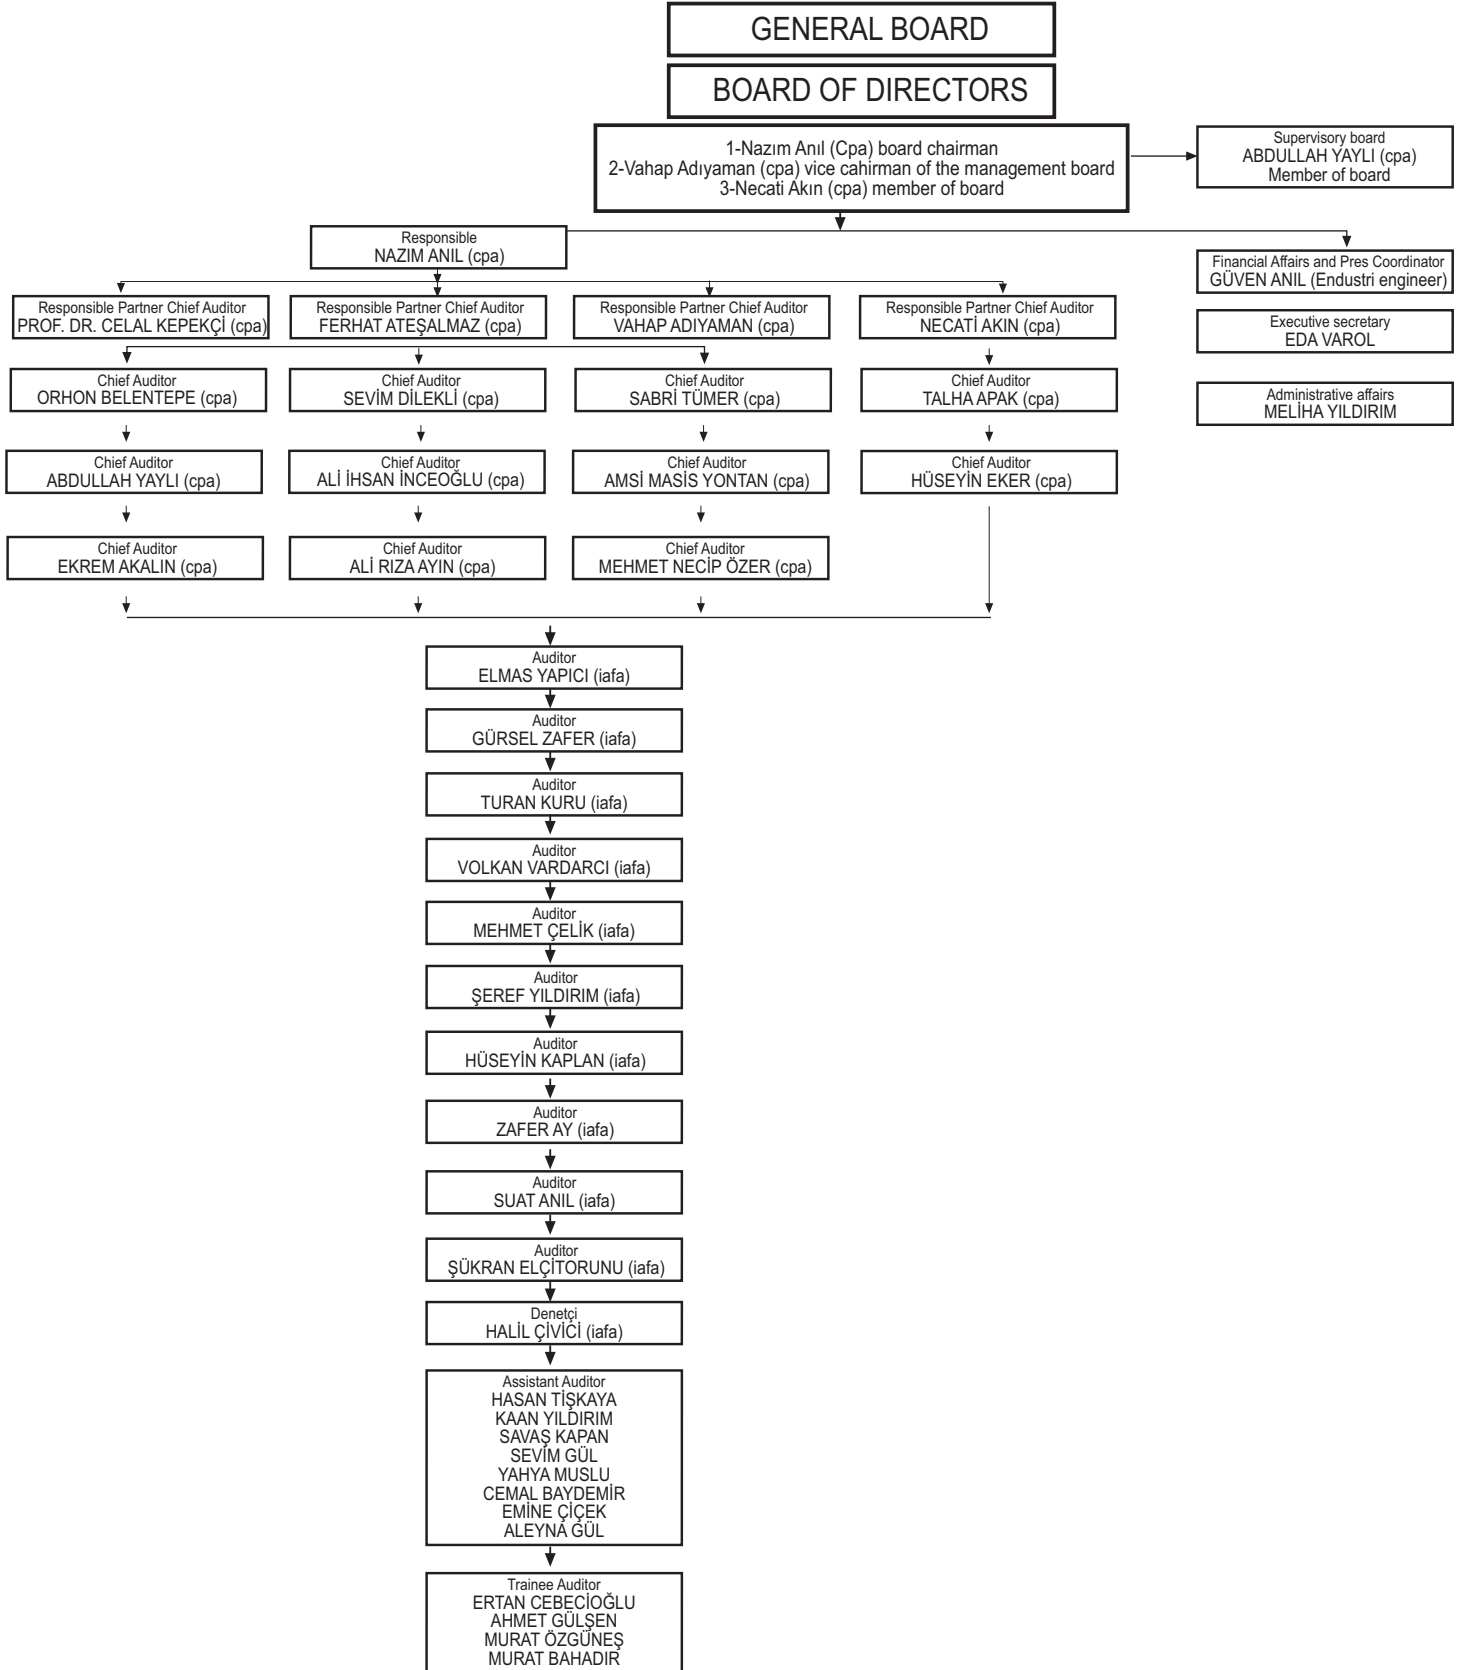 GENERAL BOARD
BOARD OF DIRECTORS
1-Nazım Anıl (Cpa) board chairman
2-Vahap Adıyaman (cpa) vice cahirman of the management board
3-Necati Akın (cpa) member of board
Supervisory board
ABDULLAH YAYLI (cpa)
Member of board
Responsible
NAZIM ANIL (cpa)
Financial Affairs and Pres Coordinator
GÜVEN ANIL (Endustri engineer)
Responsible Partner Chief Auditor
PROF. DR. CELAL KEPEKÇİ (cpa)
Responsible Partner Chief Auditor
FERHAT ATEŞALMAZ (cpa)
Responsible Partner Chief Auditor
VAHAP ADIYAMAN (cpa)
Responsible Partner Chief Auditor
NECATİ AKIN (cpa)
Executive secretary
EDA VAROL
Chief Auditor
ORHON BELENTEPE (cpa)
Chief Auditor
SEVİM DİLEKLİ (cpa)
Chief Auditor
SABRİ TÜMER (cpa)
Chief Auditor
TALHA APAK (cpa)
Administrative affairs
MELİHA YILDIRIM
Chief Auditor
ABDULLAH YAYLI (cpa)
Chief Auditor
ALİ İHSAN İNCEOĞLU (cpa)
Chief Auditor
AMSİ MASİS YONTAN (cpa)
Chief Auditor
HÜSEYİN EKER (cpa)
Chief Auditor
EKREM AKALIN (cpa)
Chief Auditor
ALİ RIZA AYIN (cpa)
Chief Auditor
MEHMET NECİP ÖZER (cpa)
Auditor
ELMAS YAPICI (iafa)
Auditor
GÜRSEL ZAFER (iafa)
Auditor
TURAN KURU (iafa)
Auditor
VOLKAN VARDARCI (iafa)
Auditor
MEHMET ÇELİK (iafa)
Auditor
ŞEREF YILDIRIM (iafa)
Auditor
HÜSEYİN KAPLAN (iafa)
Auditor
ZAFER AY (iafa)
Auditor
SUAT ANIL (iafa)
Auditor
ŞÜKRAN ELÇİTORUNU (iafa)
Denetçi
HALİL ÇİVİCİ (iafa)
Assistant Auditor
HASAN TİŞKAYA
KAAN YILDIRIM
SAVAŞ KAPAN
SEVİM GÜL
YAHYA MUSLU
CEMAL BAYDEMİR
EMİNE ÇİÇEK
ALEYNA GÜL
Trainee Auditor
ERTAN CEBECİOĞLU
AHMET GÜLŞEN
MURAT ÖZGÜNEŞ
MURAT BAHADIR